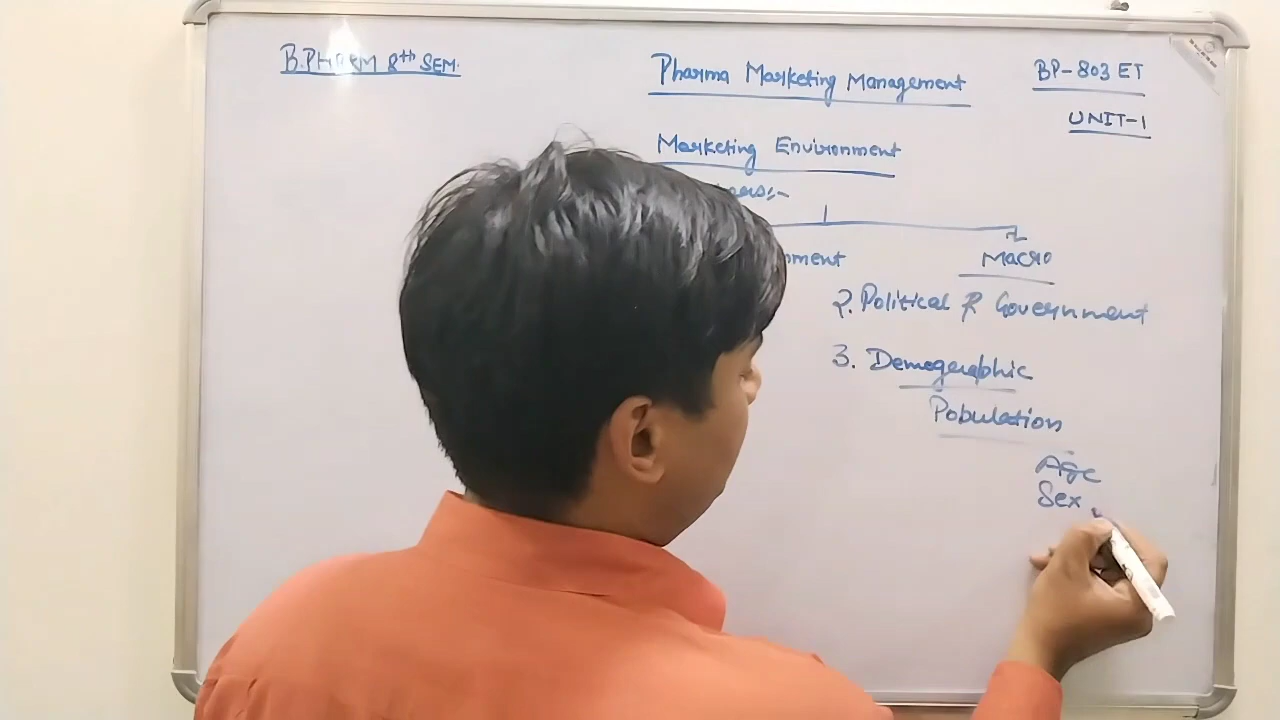 B.PHARM 8th SEM.
Pharma Marketing Management
BP-803 ET
UNIT-1
Marketing Environment
Macro
2. Political & Government
3. Demographic
Population
Age
Sex